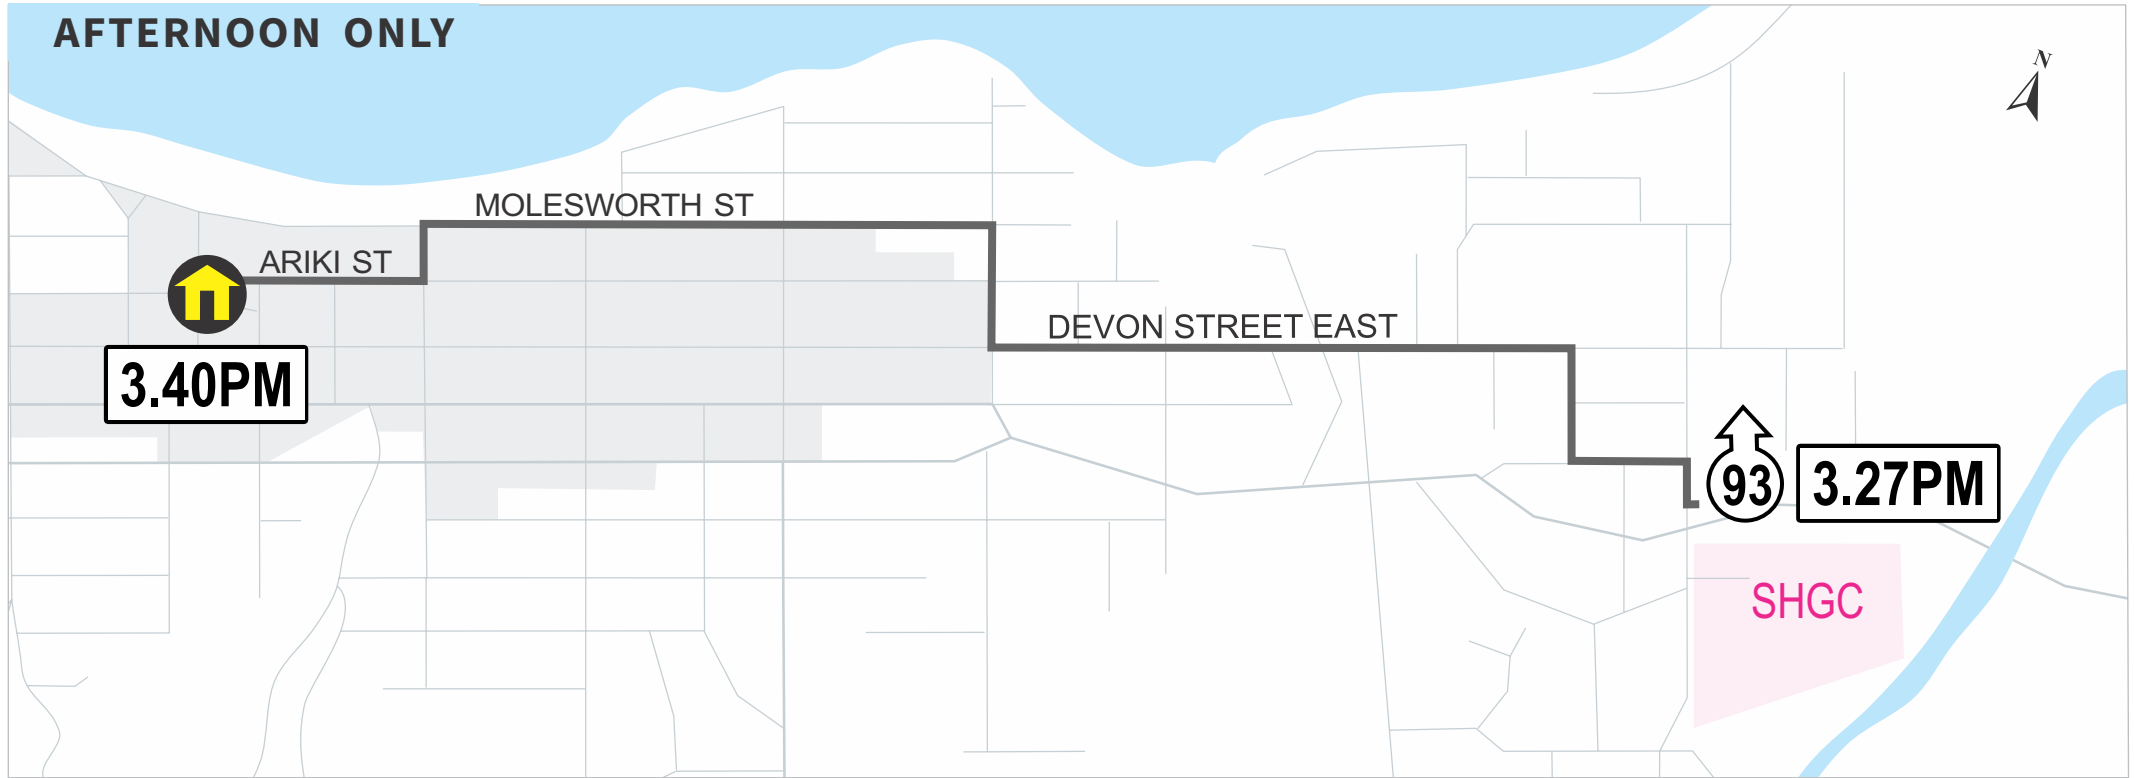 AFTERNOON ONLY
N
MOLESWORTH ST
ARIKI ST
DEVON STREET EAST
3.40PM
93
3.27PM
SHGC